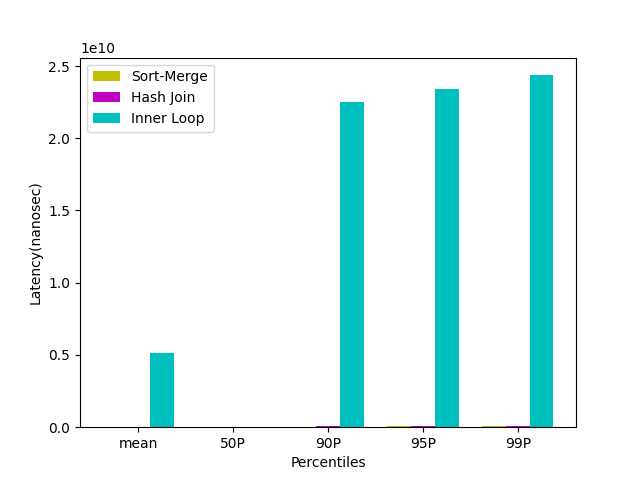 1e10
2.5
2.0
1.5
1.0
0.5
0.0
Latency(nanosec)
Sort-Merge
Hash Join
Inner Loop
mean 50P 90P 95P 99P
Percentiles